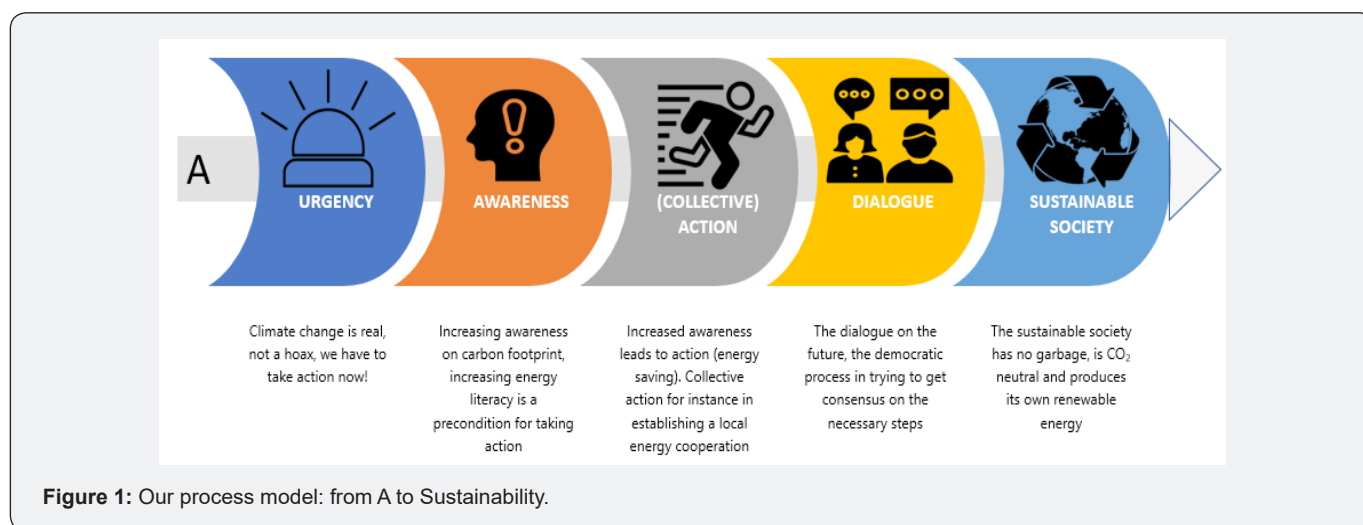 A
URGENCY
AWARENESS
(COLLECTIVE)
ACTION
DIALOGUE
SUSTAINABLE
SOCIETY
Climate change is real,
not a hoax, we have to
take action now!
Increasing awareness
on carbon footprint,
increasing energy
literacy is a
precondition for taking
action
Increased awareness
leads to action (energy
saving). Collective
action for instance in
establishing a local
energy cooperation
The dialogue on the
future, the democratic
process in trying to get
consensus on the
necessary steps
The sustainable society
has no garbage, is CO₂
neutral and produces
its own renewable
energy
Figure 1: Our process model: from A to Sustainability.